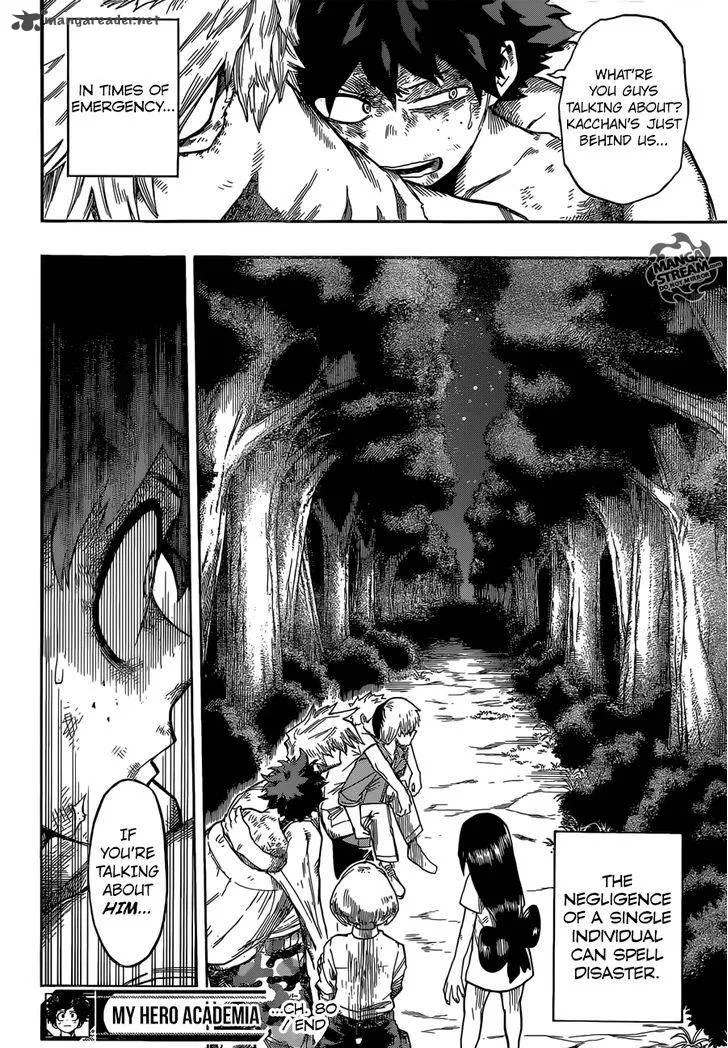 mangareader.net
IN TIMES OF
EMERGENCY...
WHAT'RE
YOU GUYS
TALKING
ABOUT?
KACCHAN'S
JUST
BEHIND
US...
MANGA
STREAM
IF
YOU'RE
TALKING
ABOUT
HIM...
THE
NEGLIGENCE
OF A SINGLE
INDIVIDUAL
CAN SPELL
DISASTER.
MY HERO ACADEMIA
...CH. 80
/ END